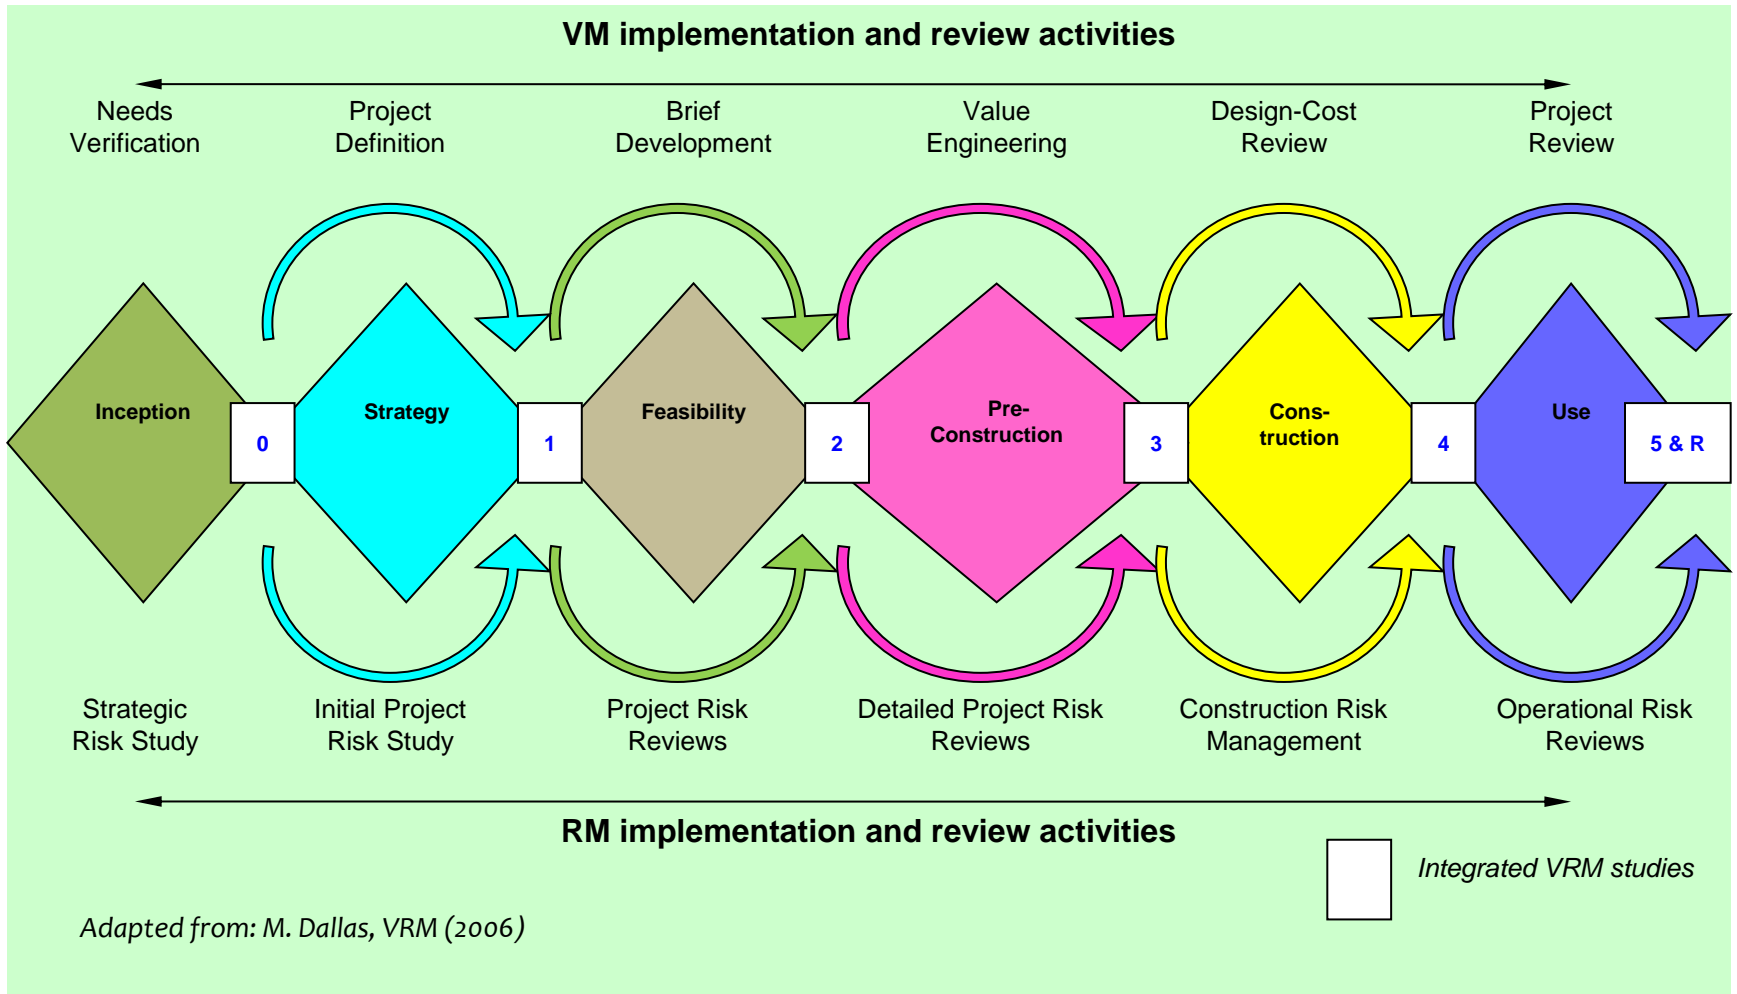 VM implementation and review activities
Needs
Verification
Project
Definition
Brief
Development
Value
Engineering
Design-Cost
Review
Project
Review
Inception
Strategy
Feasibility
Pre-
Construction
Cons-
truction
Use
0
1
2
3
4
5 & R
Strategic
Risk Study
Initial Project
Risk Study
Project Risk
Reviews
Detailed Project Risk
Reviews
Construction Risk
Management
Operational Risk
Reviews
RM implementation and review activities
Integrated VRM studies
Adapted from: M. Dallas, VRM (2006)